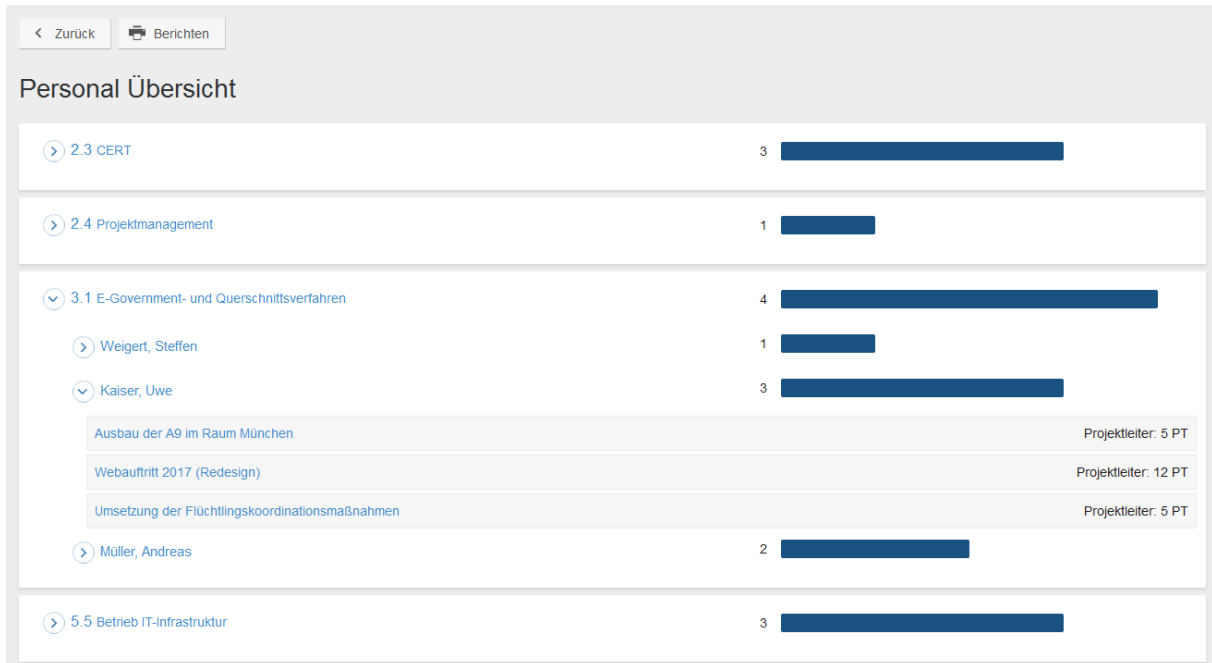 Zurück Berichten
Personal Übersicht
2.3 CERT 3
2.4 Projektmanagement 1
3.1 E-Government- und Querschnittsverfahren 4
Weigert, Steffen 1
Kaiser, Uwe 3
Ausbau der A9 im Raum München Projektleiter: 5 PT
Webauftritt 2017 (Redesign) Projektleiter: 12 PT
Umsetzung der Flüchtlingskoordinationsmaßnahmen Projektleiter: 5 PT
Müller, Andreas 2
5.5 Betrieb IT-Infrastruktur 3